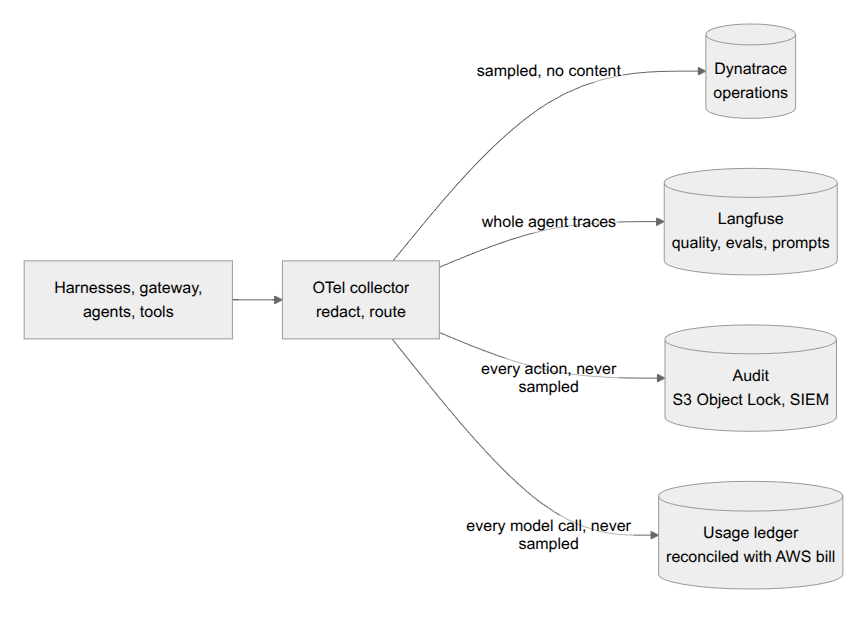 Harnesses, gateway,
agents, tools
OTel collector
redact, route
sampled, no content
Dynatrace
operations
whole agent traces
Langfuse
quality, evals, prompts
every action, never
sampled
Audit
S3 Object Lock, SIEM
every model call, never
sampled
Usage ledger
reconciled with AWS bill